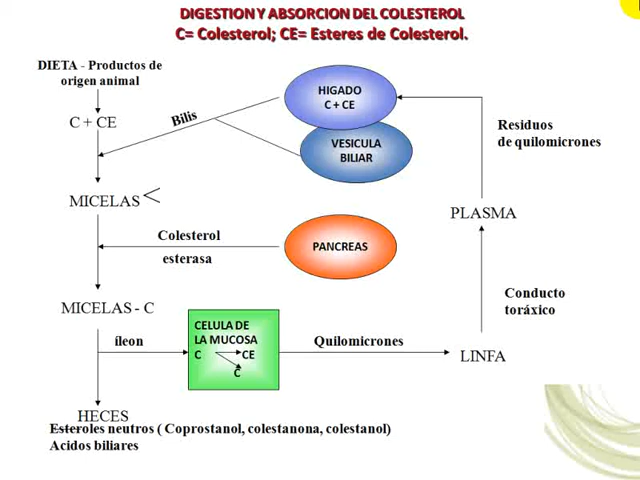 DIGESTION Y ABSORCION DEL COLESTEROL
C= Colesterol; CE= Esteres de Colesterol.
DIETA - Productos de
origen animal
C + CE
Bilis
HIGADO
C + CE
VESICULA
BILIAR
Residuos
de quilomicrones
MICELAS <
PLASMA
Colesterol
esterasa
PANCREAS
MICELAS - C
Conducto
toráxico
íleon
CELULA DE
LA MUCOSA
C CE
C
Quilomicrones
LINFA
HECES
Esteroles neutros ( Coprostanol, colestanona, colestanol)
Acidos biliares